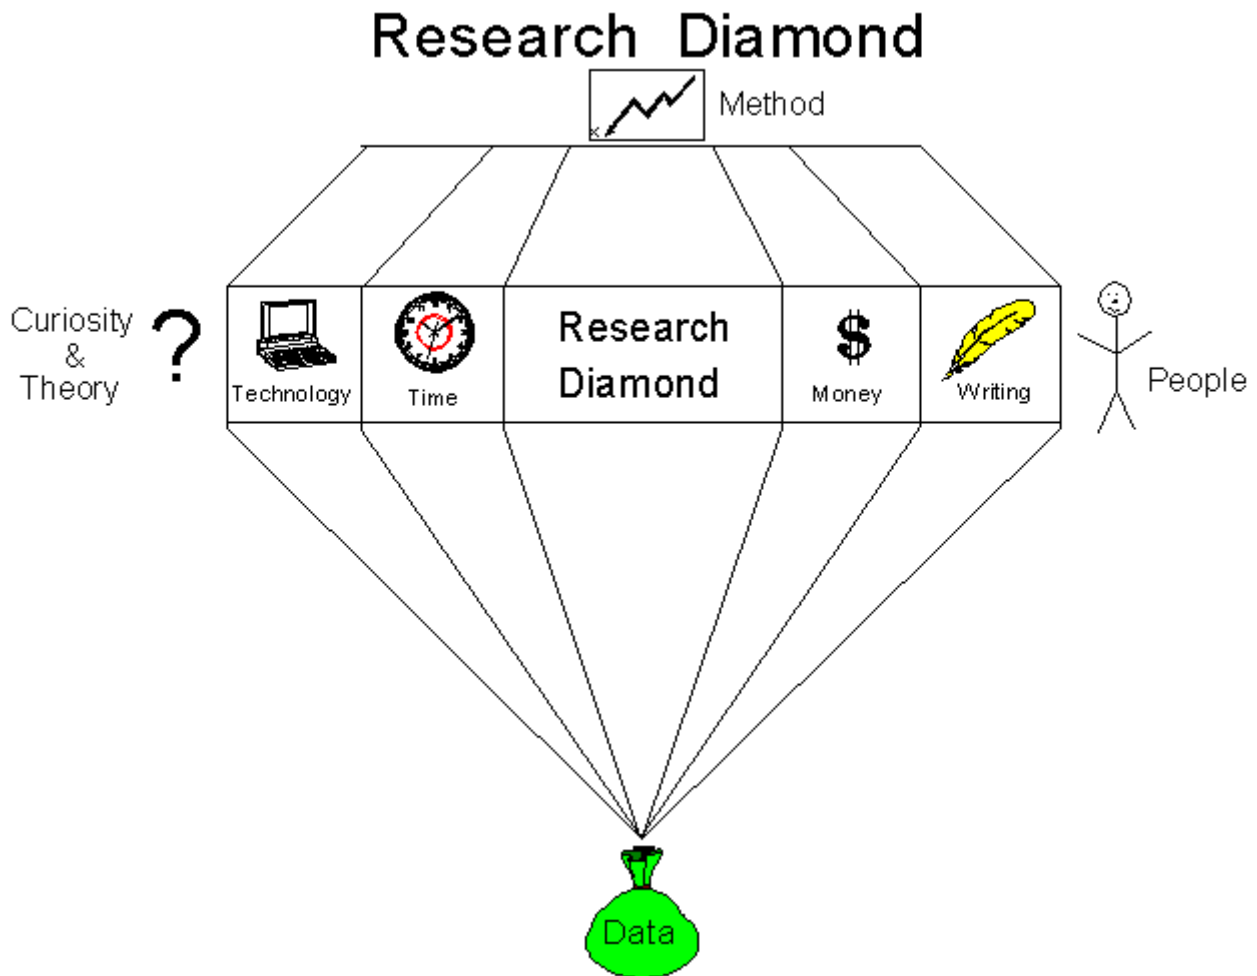 Research Diamond
Method
Curiosity
&
Theory
?
Technology
Time
Research
Diamond
$
Money
Writing
People
Data